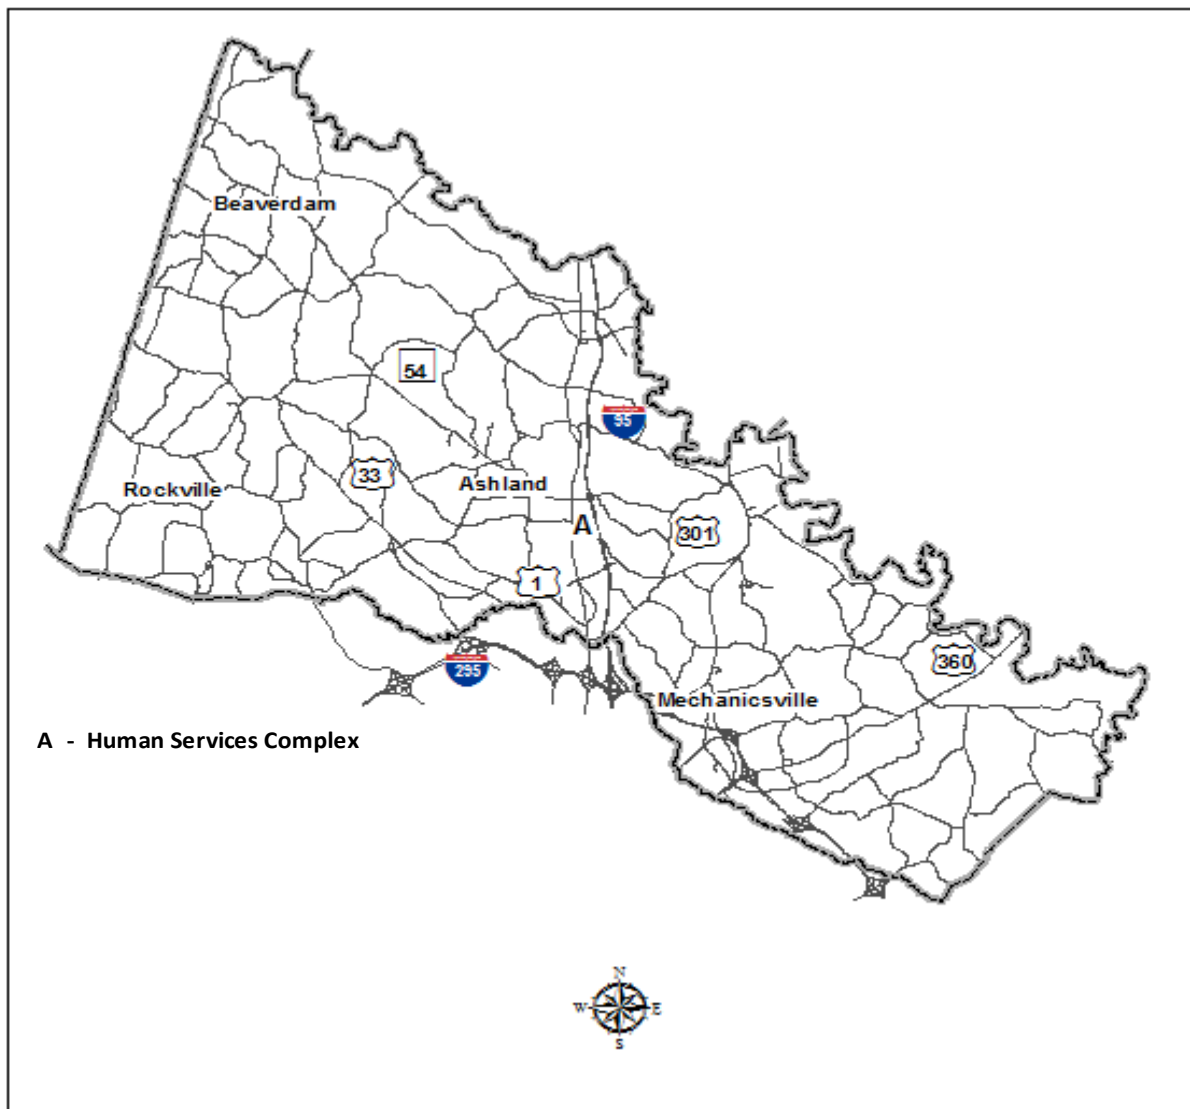 Beaverdam
54
95
33
Ashland
Rockville
A
301
1
360
295
Mechanicsville
A - Human Services Complex
N
W E
S